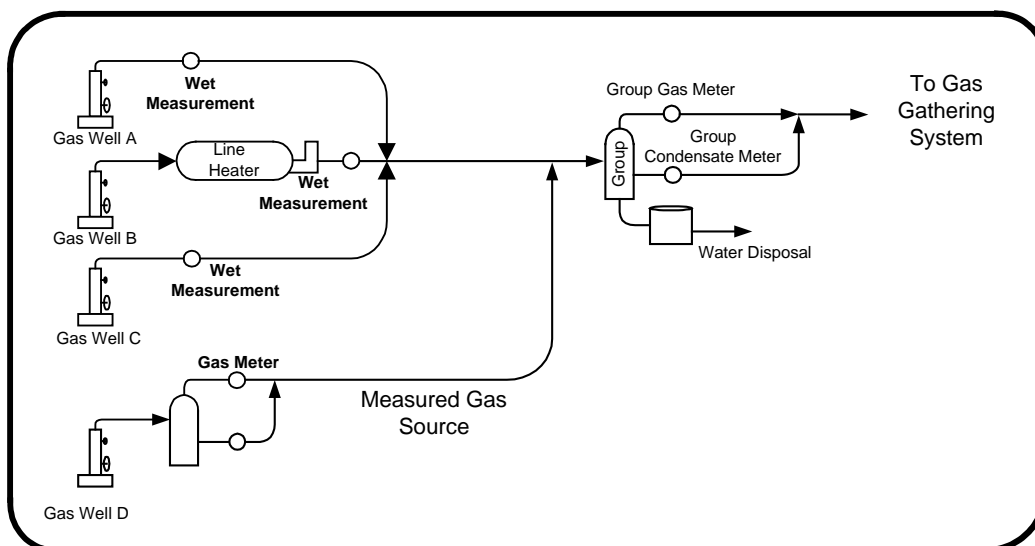 Wet
Measurement
Gas Well A
Line
Heater
Wet
Measurement
Gas Well B
Wet
Measurement
Gas Well C
Gas Meter
Measured Gas
Source
Gas Well D
Group Gas Meter
Group
Condensate Meter
Group
Water Disposal
To Gas
Gathering
System